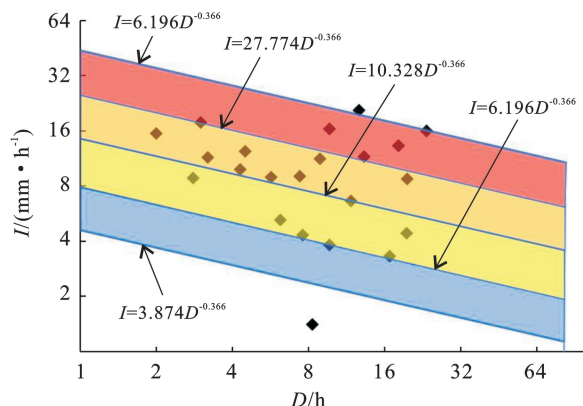 64
32
16
8
4
2
I/(mm·h⁻¹)
I=6.196D⁻⁰·³⁶⁶
I=27.774D⁻⁰·³⁶⁶
I=10.328D⁻⁰·³⁶⁶
I=6.196D⁻⁰·³⁶⁶
I=3.874D⁻⁰·³⁶⁶
1 2 4 8 16 32 64
D/h